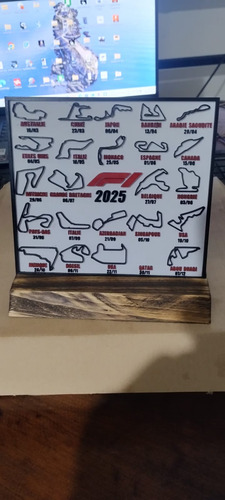 AUSTRALIE CHINE JAPON BAHREIN ARABIE SAOUDITE
16/03 23/03 06/04 13/04 20/04
ETATS UNIS ITALIE MONACO ESPAGNE CANADA
04/05 18/05 25/05 01/06 15/06
AUTRICHE GRANDE BRETAGNE F1 BELGIQUE HONGRIE
29/06 06/07 2025 27/07 03/08
PAYS-BAS ITALIE AZERBAIDJAN SINGAPOUR USA
31/08 07/09 21/09 05/10 19/10
MEXIQUE BRESIL USA QATAR ABOU DHABI
26/10 09/11 22/11 30/11 07/12